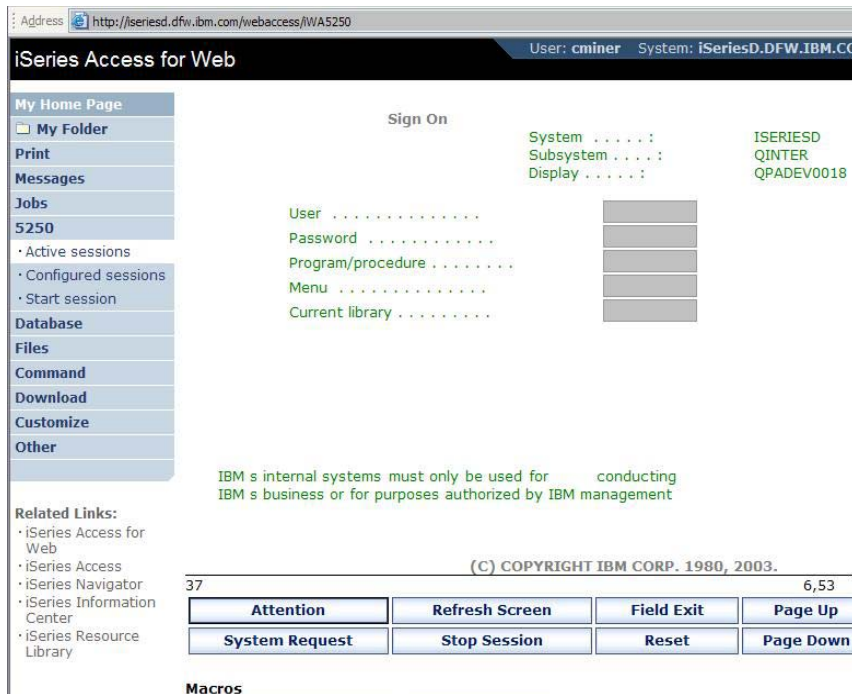 Address http://iseriesd.dfw.ibm.com/webaccess/iWA5250
iSeries Access for Web
User: cminer System: iSeriesD.DFW.IBM.CO
My Home Page
My Folder
Print
Messages
Jobs
5250
· Active sessions
· Configured sessions
· Start session
Database
Files
Command
Download
Customize
Other
Related Links:
· iSeries Access for
Web
· iSeries Access
· iSeries Navigator
· iSeries Information
Center
· iSeries Resource
Library
Sign On
System . . . . . : ISERIESD
Subsystem . . . . : QINTER
Display . . . . . : QPADEV0018
User . . . . . . . . . . . . . .
Password . . . . . . . . . . . .
Program/procedure . . . . . . . .
Menu . . . . . . . . . . . . . .
Current library . . . . . . . . .
IBM s internal systems must only be used for conducting
IBM s business or for purposes authorized by IBM management
(C) COPYRIGHT IBM CORP. 1980, 2003.
37 6,53
Attention Refresh Screen Field Exit Page Up
System Request Stop Session Reset Page Down
Macros